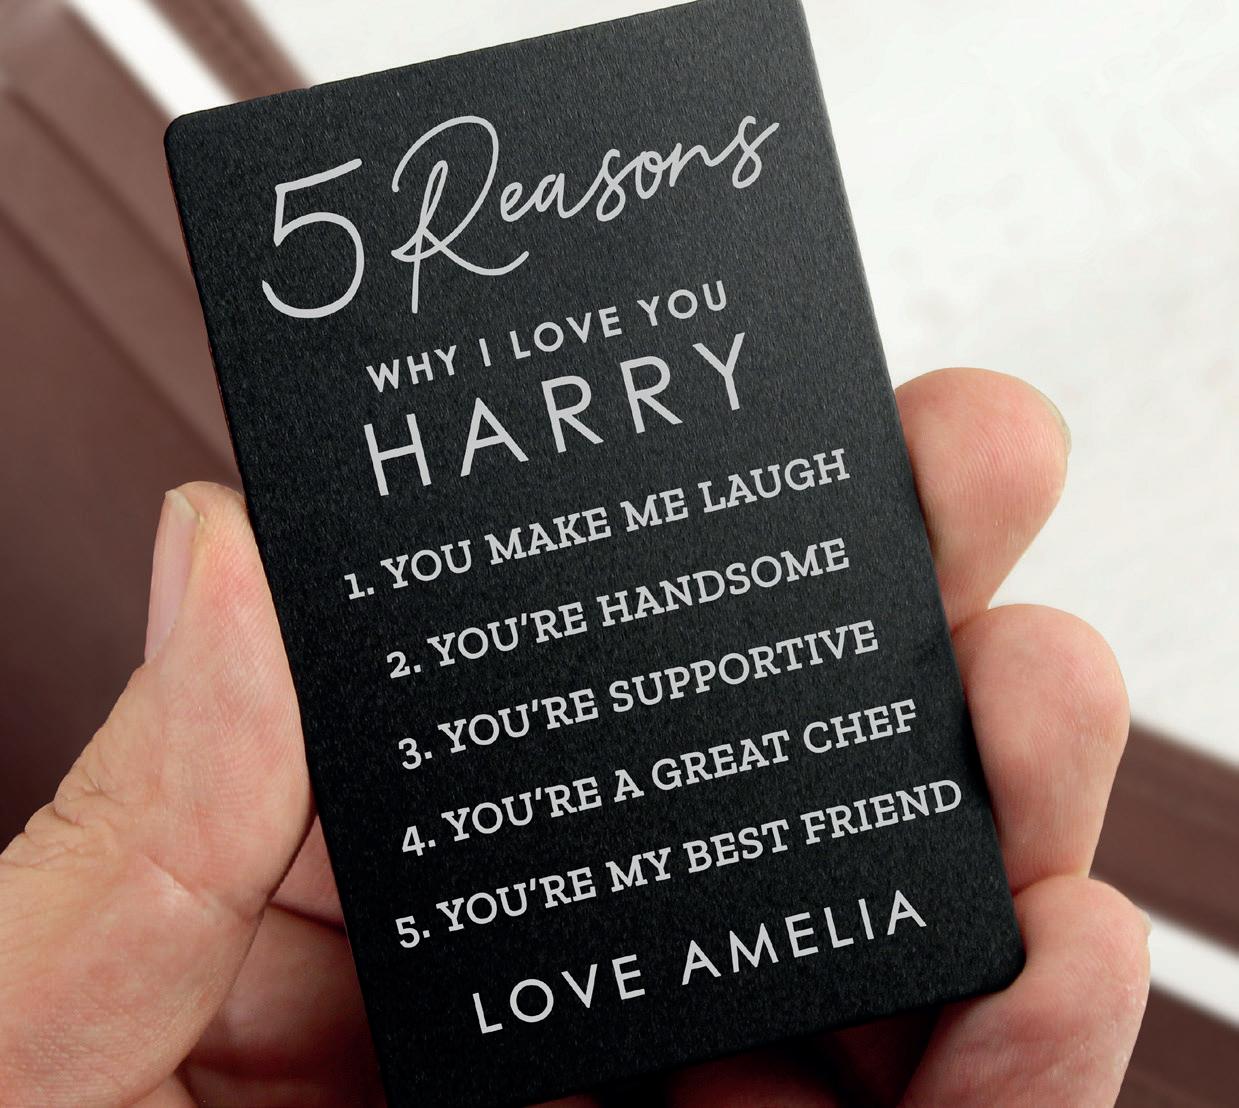 5 Reasons
WHY I LOVE YOU
HARRY
1. YOU MAKE ME LAUGH
2. YOU'RE HANDSOME
3. YOU'RE SUPPORTIVE
4. YOU'RE A GREAT CHEF
5. YOU'RE MY BEST FRIEND
LOVE AMELIA